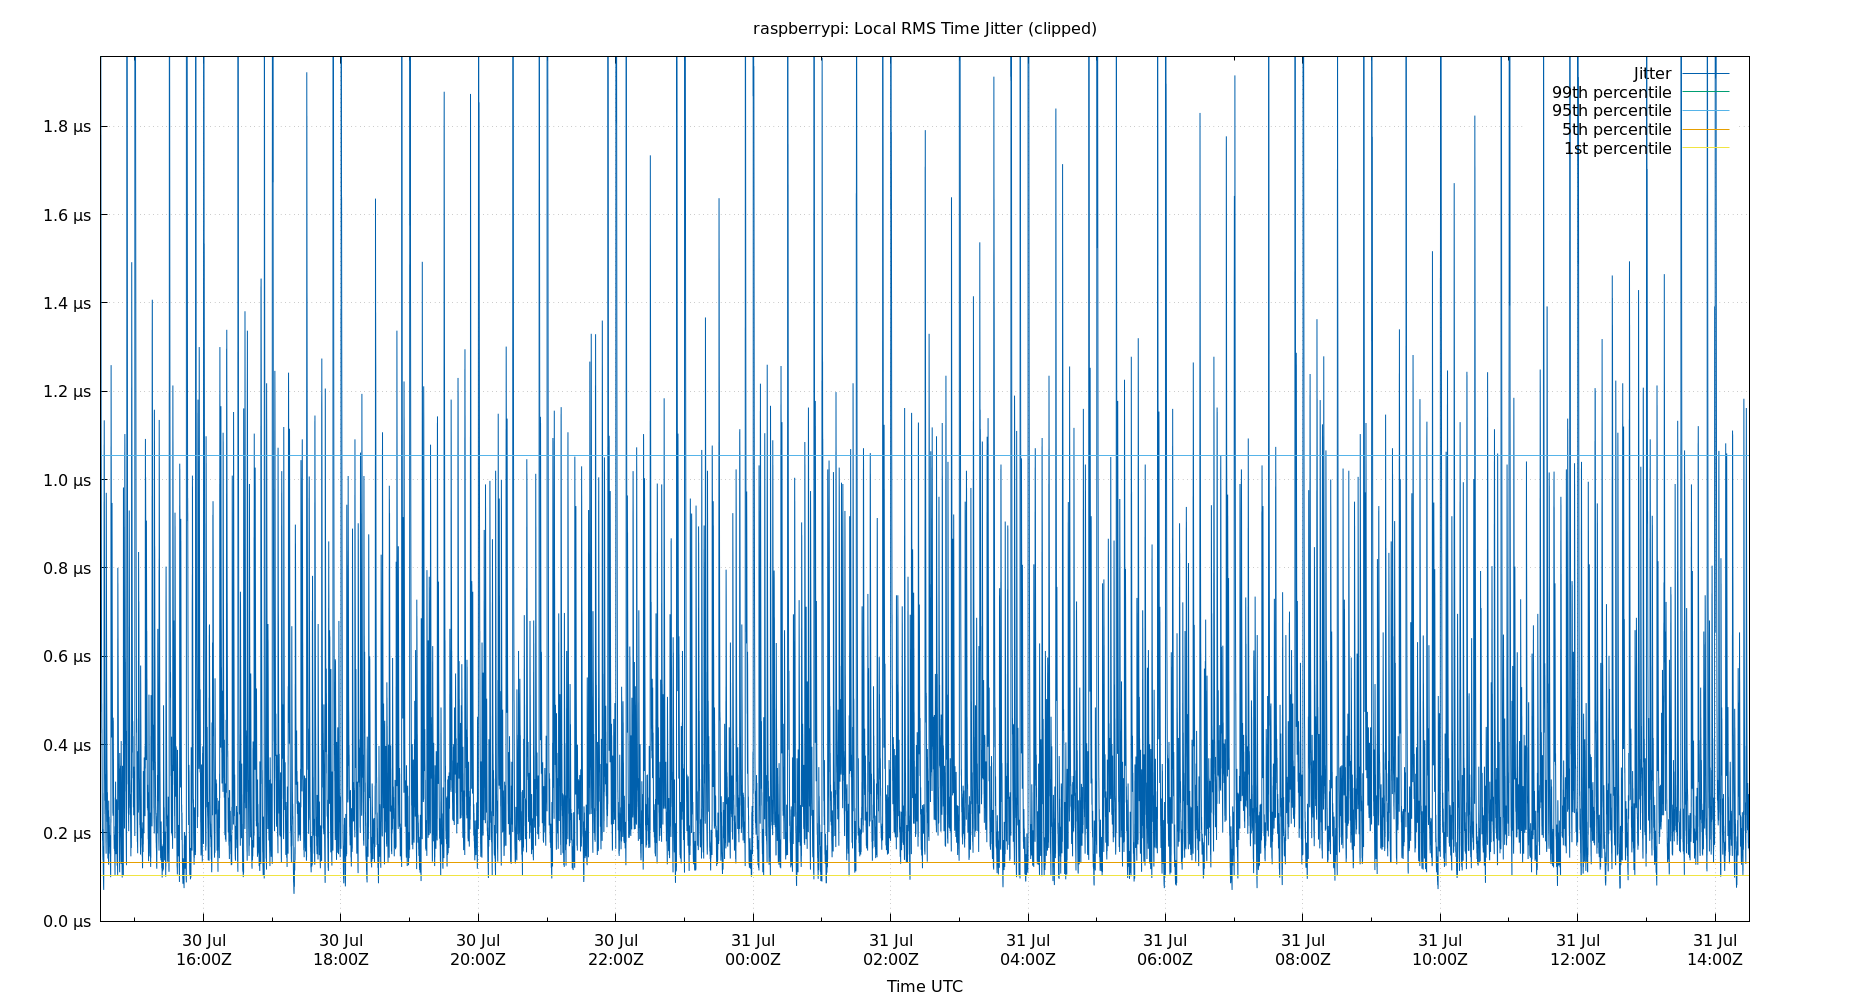 raspberrypi: Local RMS Time Jitter (clipped)
Jitter
99th percentile
95th percentile
5th percentile
1st percentile
1.8 µs
1.6 µs
1.4 µs
1.2 µs
1.0 µs
0.8 µs
0.6 µs
0.4 µs
0.2 µs
0.0 µs
30 Jul 30 Jul 30 Jul 30 Jul 31 Jul 31 Jul 31 Jul 31 Jul 31 Jul 31 Jul 31 Jul 31 Jul
16:00Z 18:00Z 20:00Z 22:00Z 00:00Z 02:00Z 04:00Z 06:00Z 08:00Z 10:00Z 12:00Z 14:00Z
Time UTC